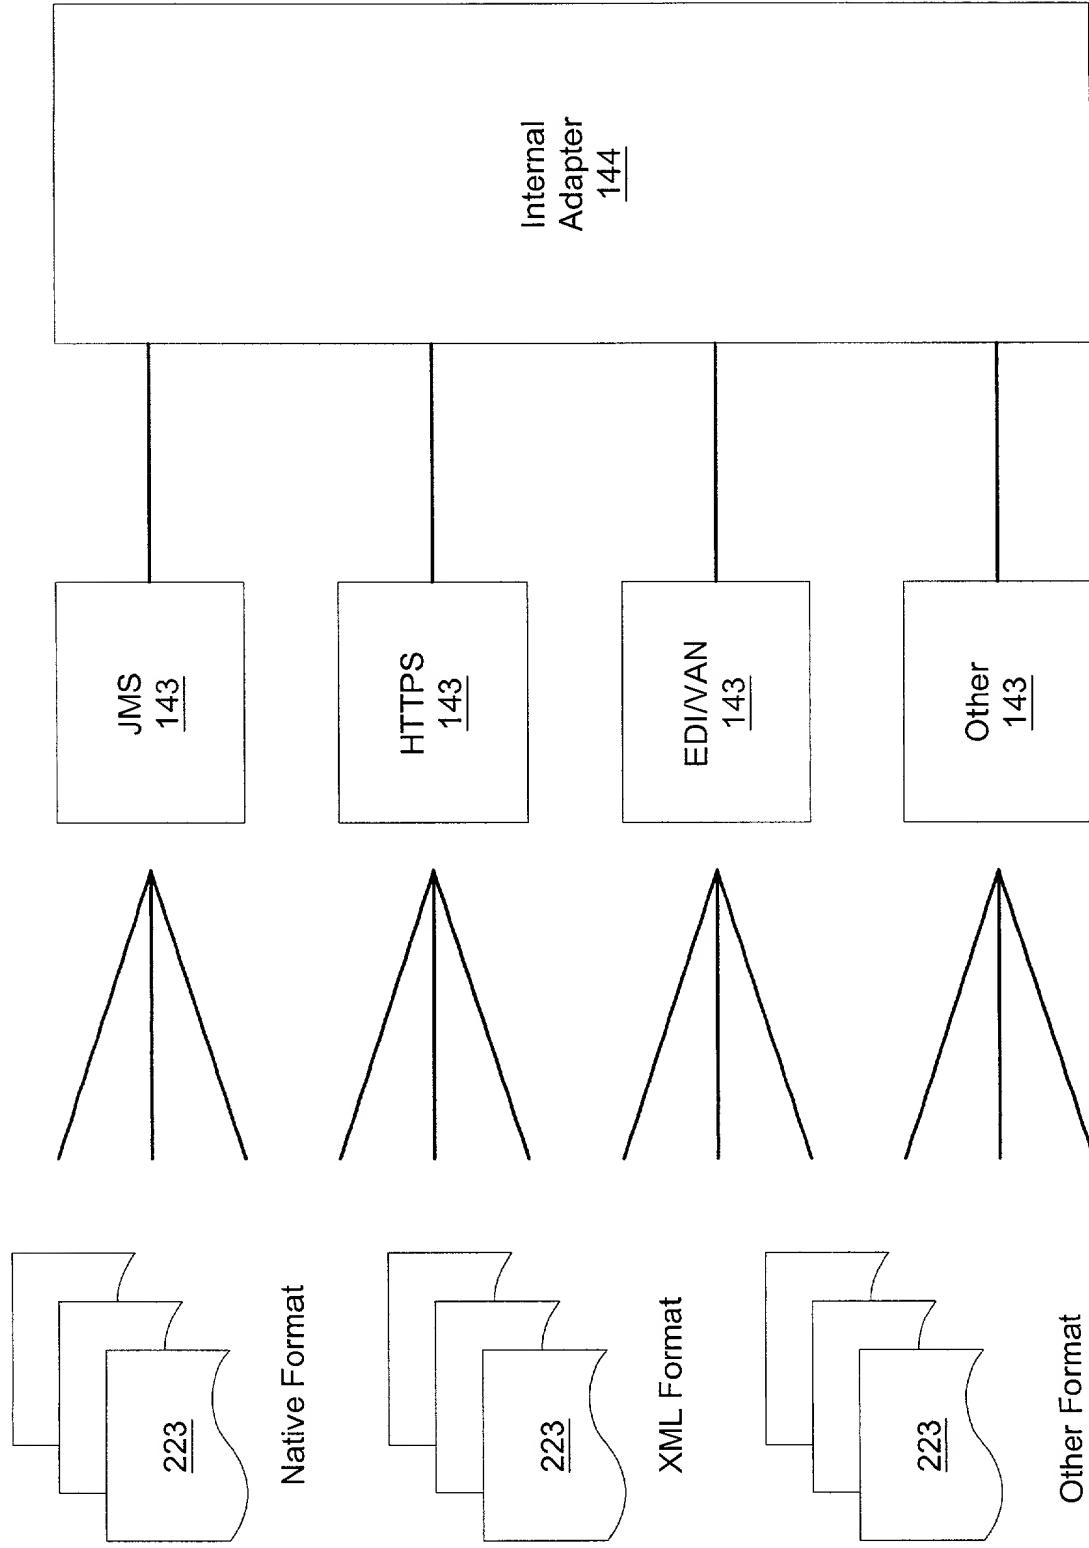 Internal
Adapter
144
JMS
143
HTTPS
143
EDI/VAN
143
Other
143
223
Native Format
223
XML Format
223
Other Format